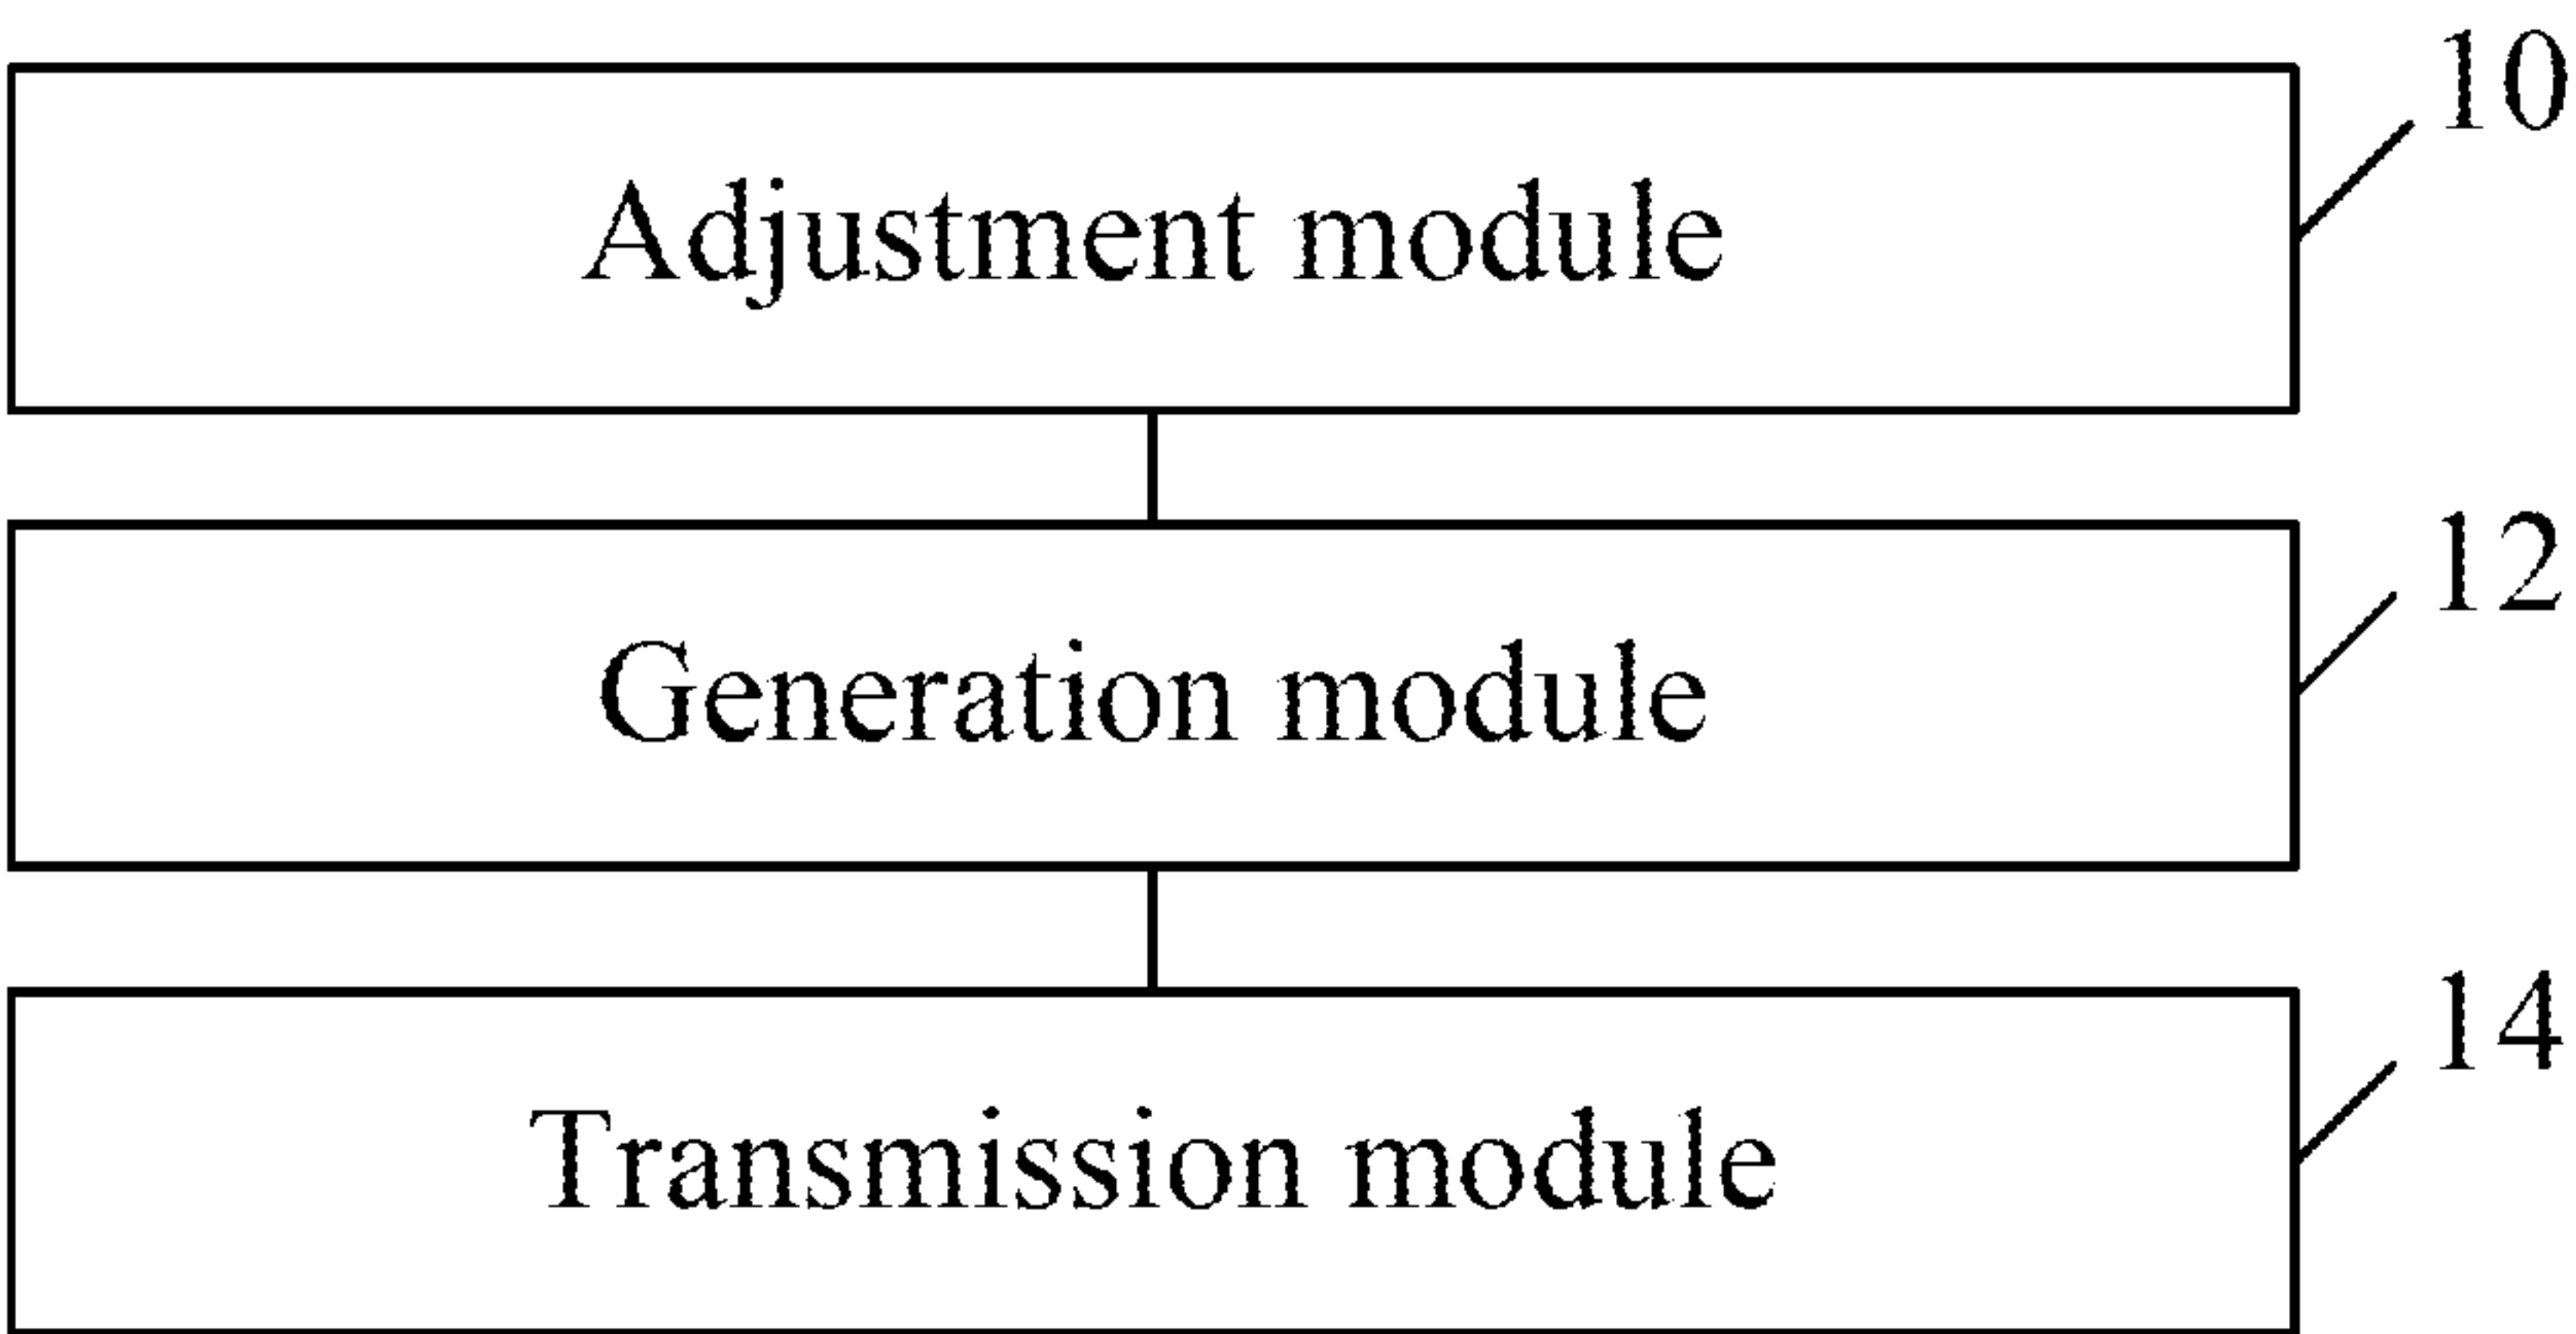 10
Adjustment module
12
Generation module
14
Transmission module